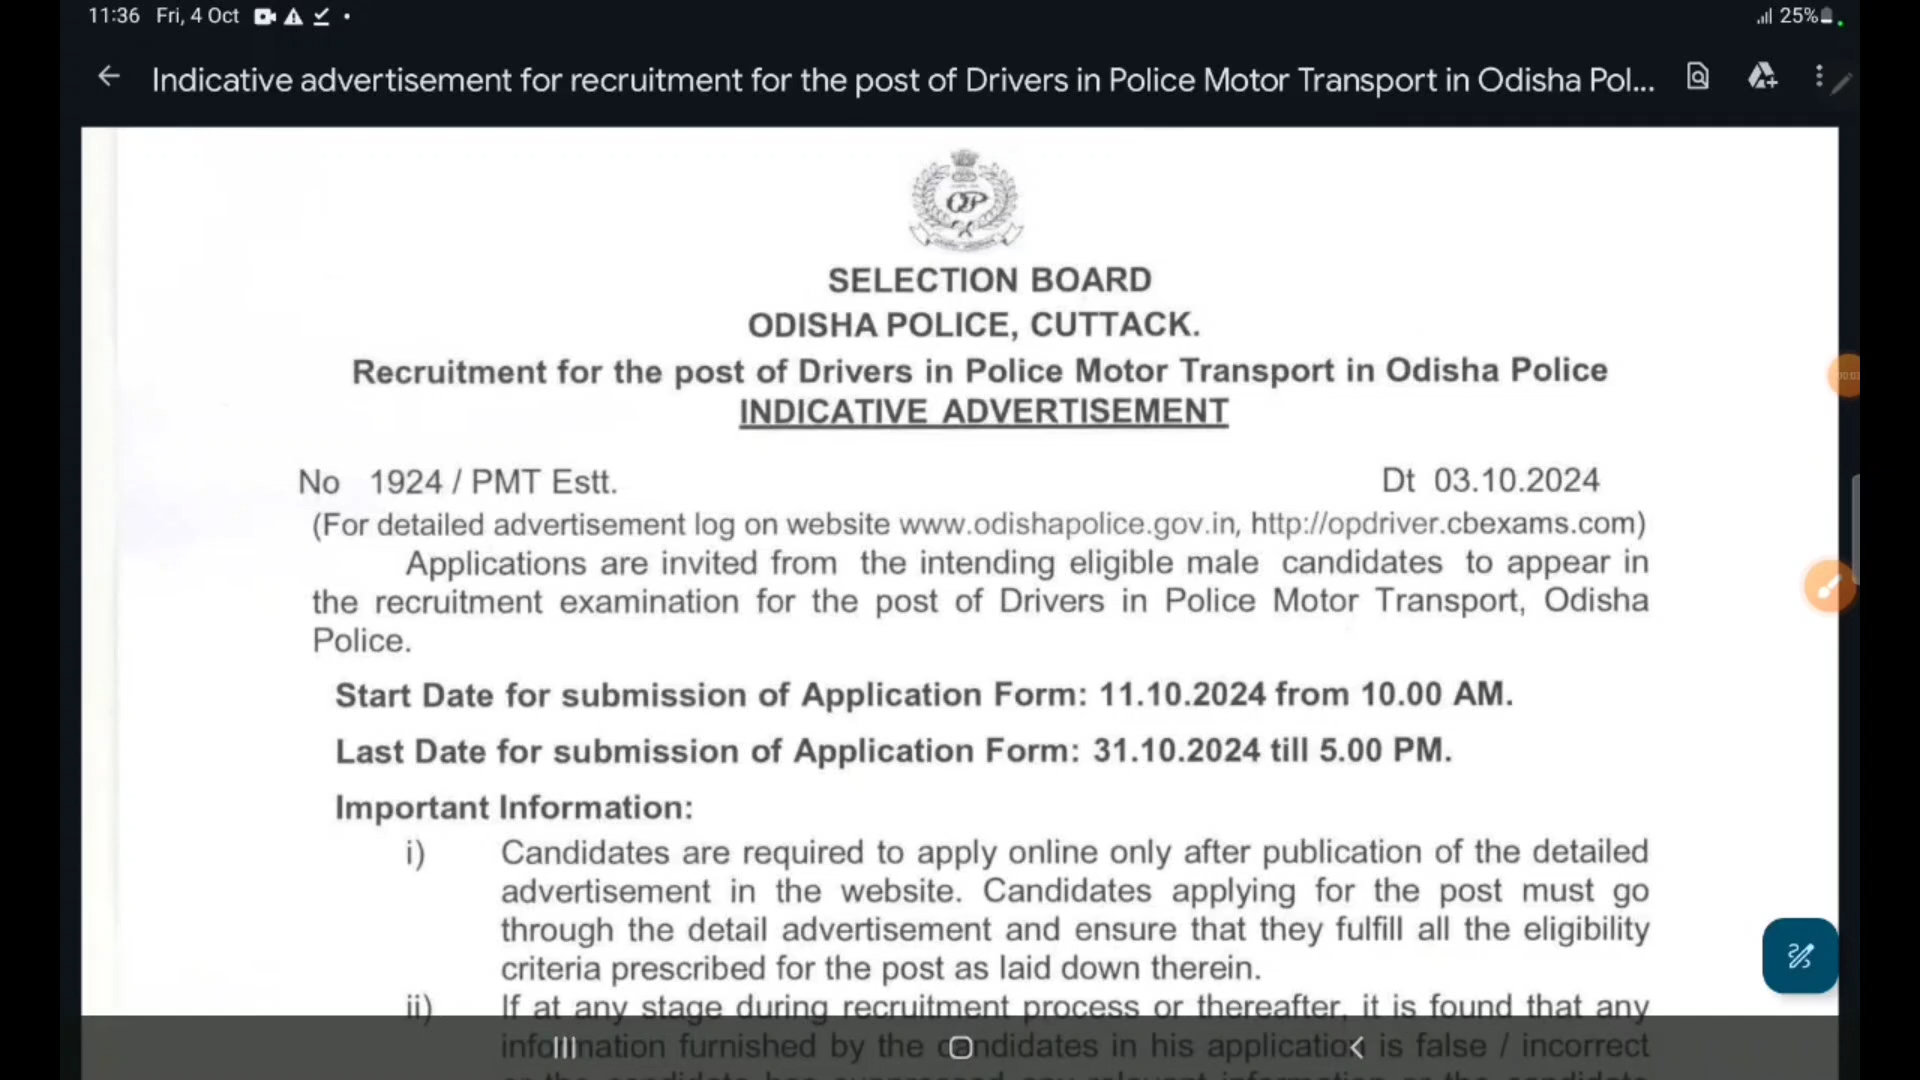 11:36 Fri, 4 Oct
25%
Indicative advertisement for recruitment for the post of Drivers in Police Motor Transport in Odisha Pol...
SELECTION BOARD
ODISHA POLICE, CUTTACK.
Recruitment for the post of Drivers in Police Motor Transport in Odisha Police
INDICATIVE ADVERTISEMENT
No 1924 / PMT Estt.
Dt 03.10.2024
(For detailed advertisement log on website www.odishapolice.gov.in, http://opdriver.cbexams.com)
Applications are invited from the intending eligible male candidates to appear in
the recruitment examination for the post of Drivers in Police Motor Transport, Odisha
Police.
Start Date for submission of Application Form: 11.10.2024 from 10.00 AM.
Last Date for submission of Application Form: 31.10.2024 till 5.00 PM.
Important Information:
i) Candidates are required to apply online only after publication of the detailed
advertisement in the website. Candidates applying for the post must go
through the detail advertisement and ensure that they fulfill all the eligibility
criteria prescribed for the post as laid down therein.
ii) If at any stage during recruitment process or thereafter, it is found that any
information furnished by the candidates in his application is false / incorrect